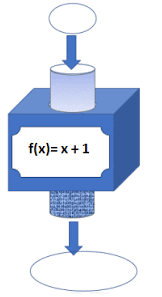 f(x)= x + 1